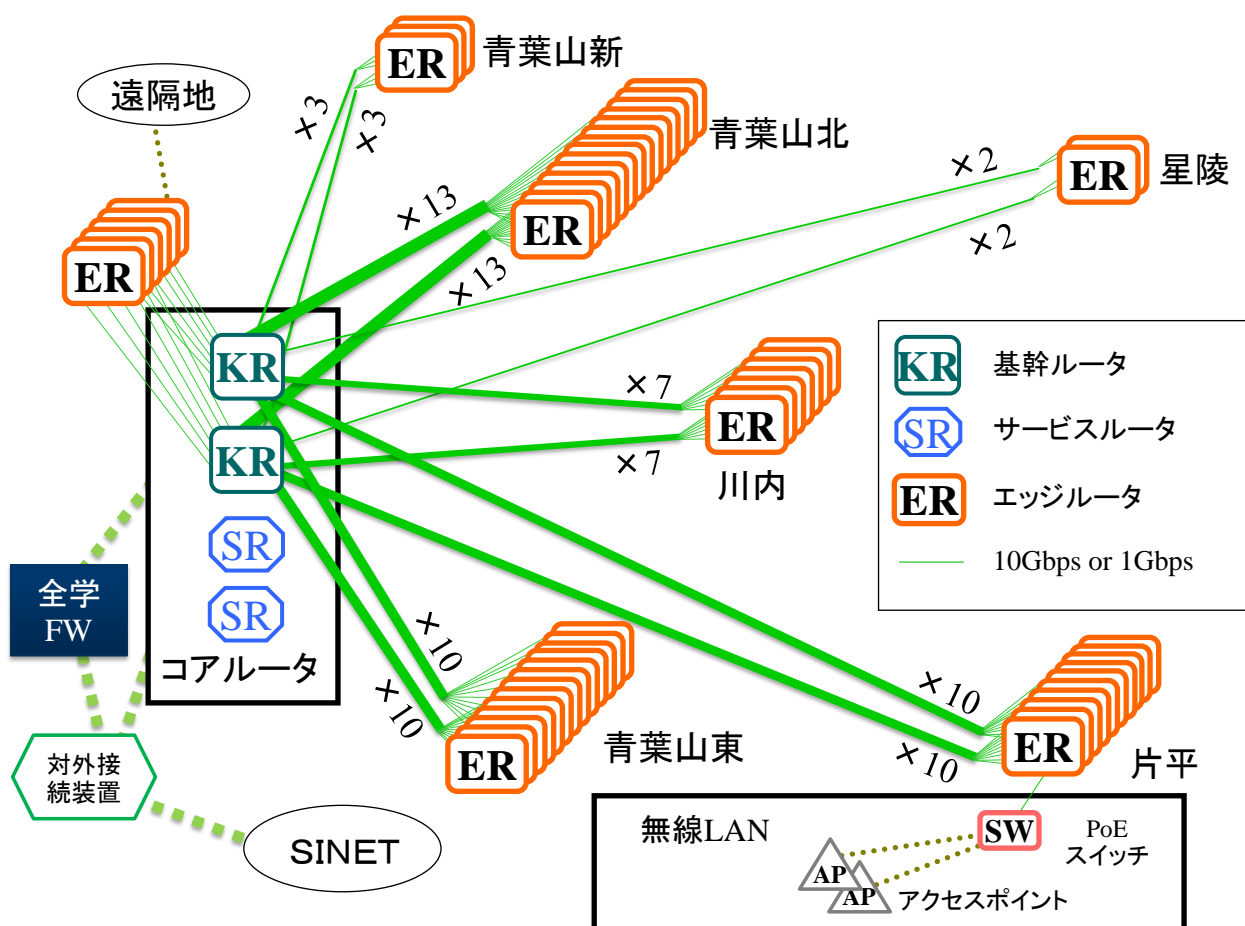 ER
青葉山新
遠隔地
×3
×3
青葉山北
×13
ER
×13
×2
ER
星陵
×2
ER
KR
×7
ER
×7
川内
KR
SR
SR
コアルータ
KR
基幹ルータ
SR
サービスルータ
ER
エッジルータ
10Gbps or 1Gbps
全学
FW
×10
×10
ER
青葉山東
×10
×10
ER
片平
対外接
続装置
SINET
無線LAN
SW
PoE
スイッチ
AP
AP
アクセスポイント